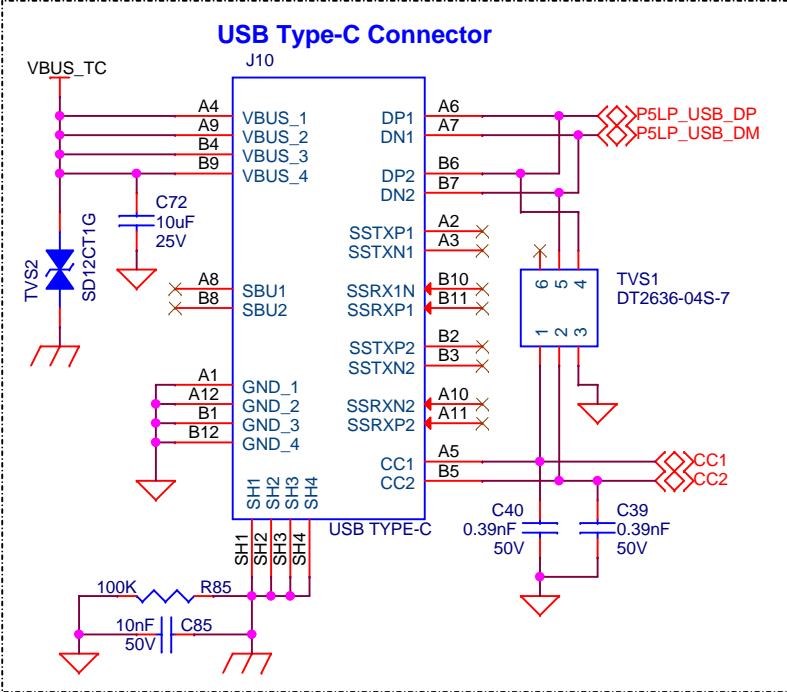 USB Type-C Connector
J10
VBUS_TC
A4
A9
B4
B9
VBUS_1
VBUS_2
VBUS_3
VBUS_4
C72
10uF
25V
TVS2
SD12CT1G
A8
B8
SBU1
SBU2
A1
A12
B1
B12
GND_1
GND_2
GND_3
GND_4
SH1
SH2
SH3
SH4
SH1
SH2
SH3
SH4
USB TYPE-C
DP1
DN1
DP2
DN2
SSTXP1
SSTXN1
SSRX1N
SSRXP1
SSTXP2
SSTXN2
SSRXN2
SSRXP2
CC1
CC2
A6
A7
B6
B7
A2
A3
B10
B11
B2
B3
A10
A11
A5
B5
P5LP_USB_DP
P5LP_USB_DM
6 5 4
1 2 3
TVS1
DT2636-04S-7
CC1
CC2
C40
0.39nF
50V
C39
0.39nF
50V
100K
R85
10nF
50V
C85